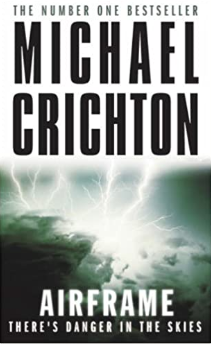 THE NUMBER ONE BESTSELLER
MICHAEL
CRICHTON
AIRFRAME
THERE'S DANGER IN THE SKIES